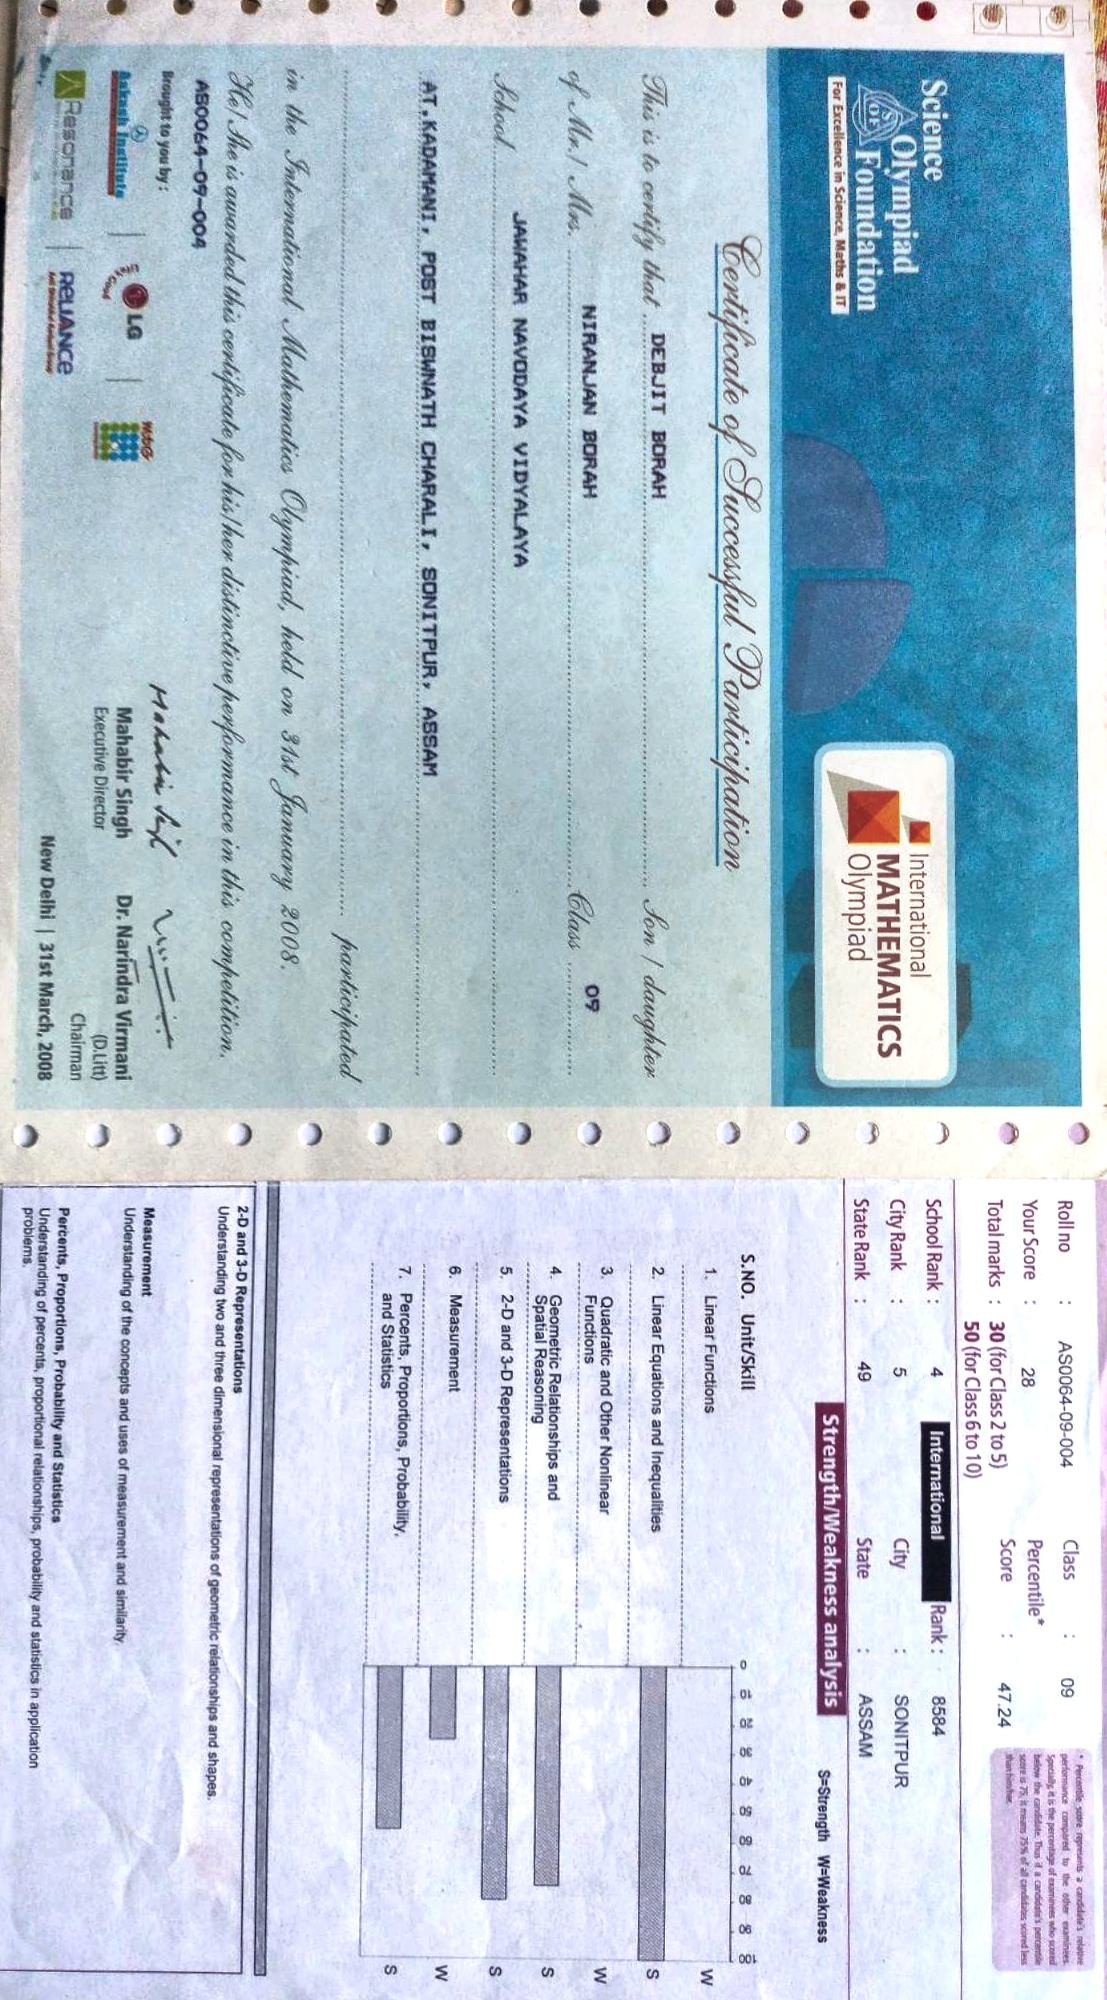 Science
Olympiad
Foundation
SOF
For Excellence in Science, Maths & IT
International
MATHEMATICS
Olympiad
Certificate of Successful Participation
This is to certify that DEBJIT BORAH Son / daughter
of Mr./ Mrs. NIRANJAN BORAH Class 09
JAWAHAR NAVODAYA VIDYALAYA
School
AT.KADAMANI, POST BISWNATH CHARALI, SONITPUR, ASSAM
participated
in the International Mathematics Olympiad, held on 31st January 2008.
He/ She is awarded this certificate for his/her distinctive performance in this competition.
AS0064-09-004
Brought to you by :
Aakash Institute
LG
Resonance
RELIANCE
Mahabir Singh
Executive Director
Dr. Narindra Virmani
(D.Litt)
Chairman
New Delhi | 31st March, 2008
Roll no : AS0064-09-004 Class : 09
Your Score : 28 Percentile*
Total marks : 30 (for Class 2 to 5) Score : 47.24
50 (for Class 6 to 10)
* Percentile score represents a candidate's relative
performance compared to the other examinees.
Specially, it is the percentage of examinees who scored
below the candidate. Thus if a candidate's percentile
score is 75, it means 75% of all candidates scored less
than him/her.
School Rank : 4 International Rank : 8584
City Rank : 5 City : SONITPUR
State Rank : 49 State : ASSAM
Strength/Weakness analysis
S=Strength W=Weakness
S.NO. Unit/Skill
0 10 20 30 40 50 60 70 80 90 100
1. Linear Functions W
2. Linear Equations and Inequalities S
3. Quadratic and Other Nonlinear
Functions W
4. Geometric Relationships and
Spatial Reasoning S
5. 2-D and 3-D Representations S
6. Measurement W
7. Percents, Proportions, Probability,
and Statistics S
2-D and 3-D Representations
Understanding two and three dimensional representations of geometric relationships and shapes.
Measurement
Understanding of the concepts and uses of measurement and similarity.
Percents, Proportions, Probability and Statistics
Understanding of percents, proportional relationships, probability and statistics in application
problems.